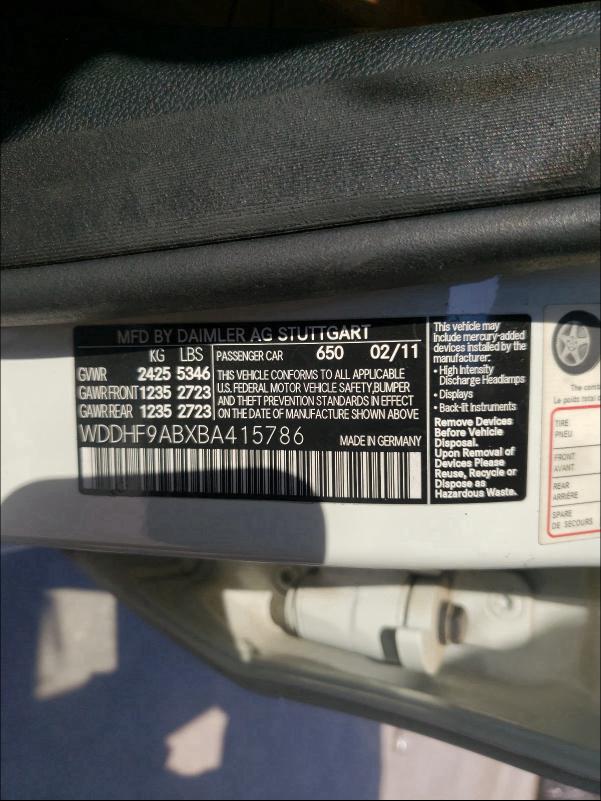 MFD BY DAIMLER AG STUTTGART
KG LBS
GVWR 2425 5346
GAWR FRONT 1235 2723
GAWR REAR 1235 2723
PASSENGER CAR 650 02/11
THIS VEHICLE CONFORMS TO ALL APPLICABLE
U.S. FEDERAL MOTOR VEHICLE SAFETY,BUMPER
AND THEFT PREVENTION STANDARDS IN EFFECT
ON THE DATE OF MANUFACTURE SHOWN ABOVE
WDDHF9ABXBA415786 MADE IN GERMANY
This vehicle may
include mercury-added
devices installed by the
manufacturer:
• High Intensity
Discharge Headlamps
• Displays
• Back-lit Instruments
Remove Devices
Before Vehicle
Disposal.
Upon Removal of
Devices Please
Reuse, Recycle or
Dispose as
Hazardous Waste.
The comb
Le poids total
TIRE
PNEU
FRONT
AVANT
REAR
ARRIÈRE
SPARE
DE SECOURS